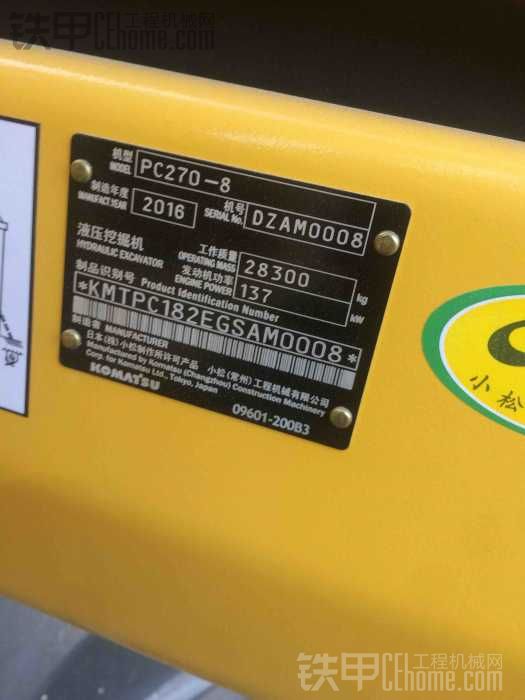 铁甲工程机械网
CEhome.com
机型 MODEL PC270-8
制造年度 MANUFACT.YEAR 2016 机号 SERIAL No. DZAM0008
液压挖掘机 HYDRAULIC EXCAVATOR
工作质量 OPERATING MASS 28300 kg
发动机功率 ENGINE POWER 137 kW
制品识别号 Product Identification Number
*KMTPC182EGSAM0008*
制造者 MANUFACTURER
日本(株)小松制作所许可产品 小松(常州)工程机械有限公司
Manufactured by Komatsu (Changzhou) Construction Machinery
Corp. for Komatsu Ltd., Tokyo, Japan
KOMATSU
09601-200B3
小松
铁甲工程机械网
CEhome.com